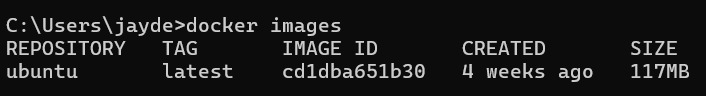 C:\Users\jayde>docker images
REPOSITORY   TAG       IMAGE ID       CREATED       SIZE
ubuntu       latest    cd1dba651b30   4 weeks ago   117MB